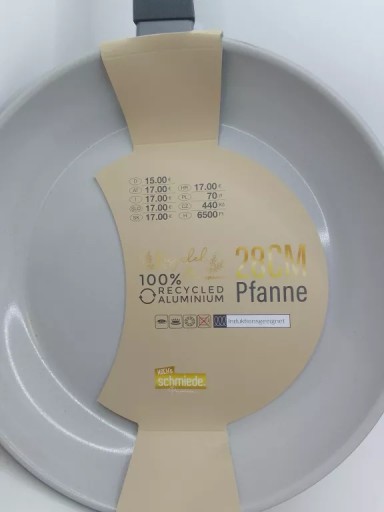 15.00
17.00
17.00
17.00
17.00
17.00
70
440
6500
100%
RECYCLED
ALUMINIUM
28CM
Pfanne
Induktionsgeeignet
schmiede